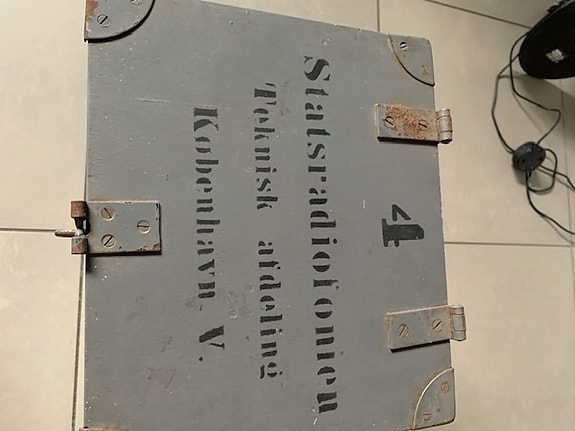 4
Statsradiofonien
Teknisk afdeling
København V.